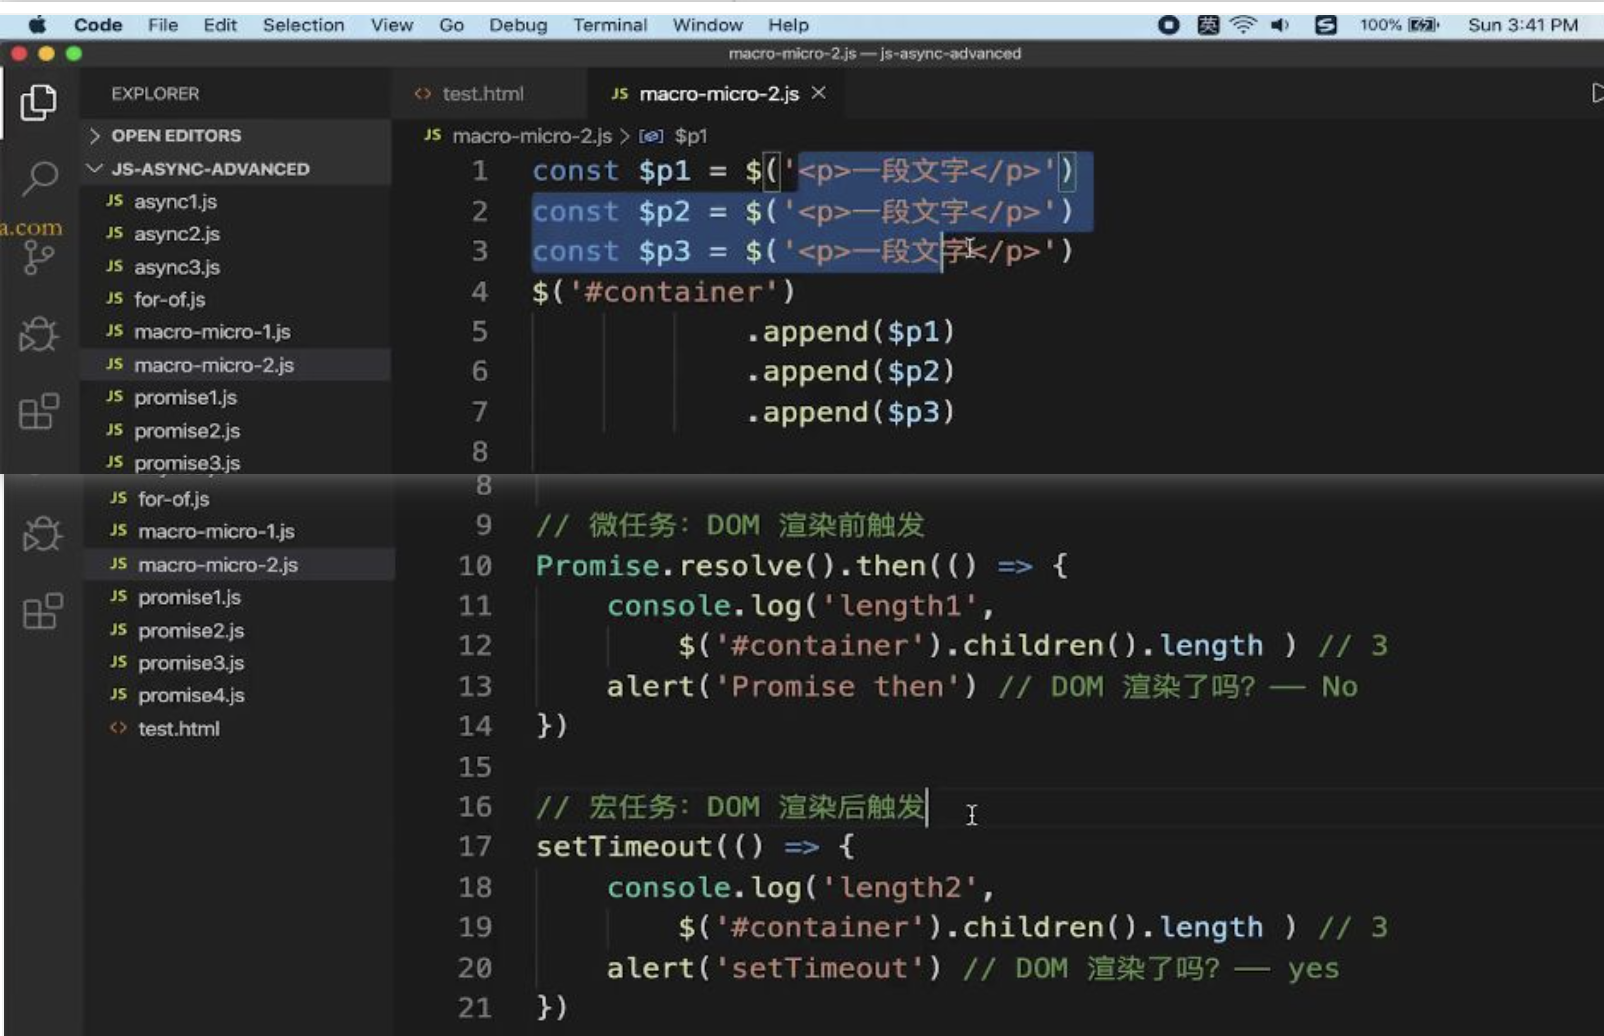 Code File Edit Selection View Go Debug Terminal Window Help 英 100% Sun 3:41 PM
macro-micro-2.js — js-async-advanced
EXPLORER
OPEN EDITORS
JS-ASYNC-ADVANCED
JS async1.js
a.com
JS async2.js
JS async3.js
JS for-of.js
JS macro-micro-1.js
JS macro-micro-2.js
JS promise1.js
JS promise2.js
JS promise3.js
<> test.html JS macro-micro-2.js ×
JS macro-micro-2.js > $p1
1 const $p1 = $('<p>一段文字</p>')
2 const $p2 = $('<p>一段文字</p>')
3 const $p3 = $('<p>一段文字</p>')
4 $('#container')
5 .append($p1)
6 .append($p2)
7 .append($p3)
8
JS for-of.js
JS macro-micro-1.js
JS macro-micro-2.js
JS promise1.js
JS promise2.js
JS promise3.js
JS promise4.js
<> test.html
8
9 // 微任务：DOM 渲染前触发
10 Promise.resolve().then(() => {
11 console.log('length1',
12 $('#container').children().length ) // 3
13 alert('Promise then') // DOM 渲染了吗？—— No
14 })
15
16 // 宏任务：DOM 渲染后触发
17 setTimeout(() => {
18 console.log('length2',
19 $('#container').children().length ) // 3
20 alert('setTimeout') // DOM 渲染了吗？—— yes
21 })